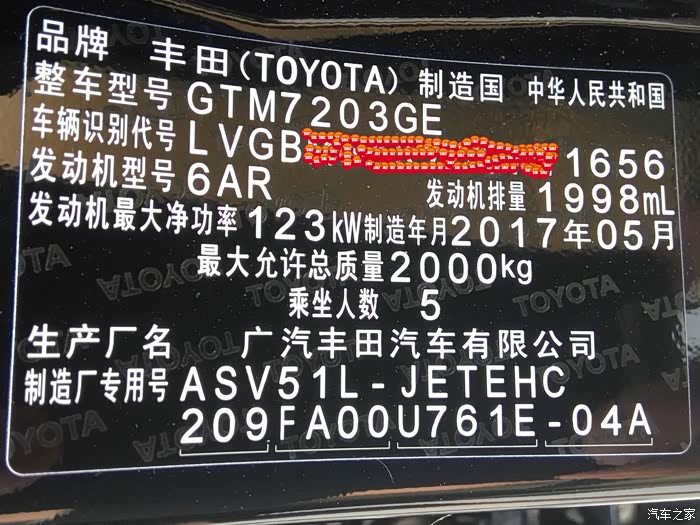 品牌 丰田(TOYOTA) 制造国 中华人民共和国
整车型号 GTM7203GE
车辆识别代号 LVGB 1656
发动机型号 6AR 发动机排量 1998mL
发动机最大净功率 123kW 制造年月 2017年05月
最大允许总质量 2000kg
乘坐人数 5
生产厂名 广汽丰田汽车有限公司
制造厂专用号 ASV51L-JETEHC
209FA00U761E-04A
汽车之家